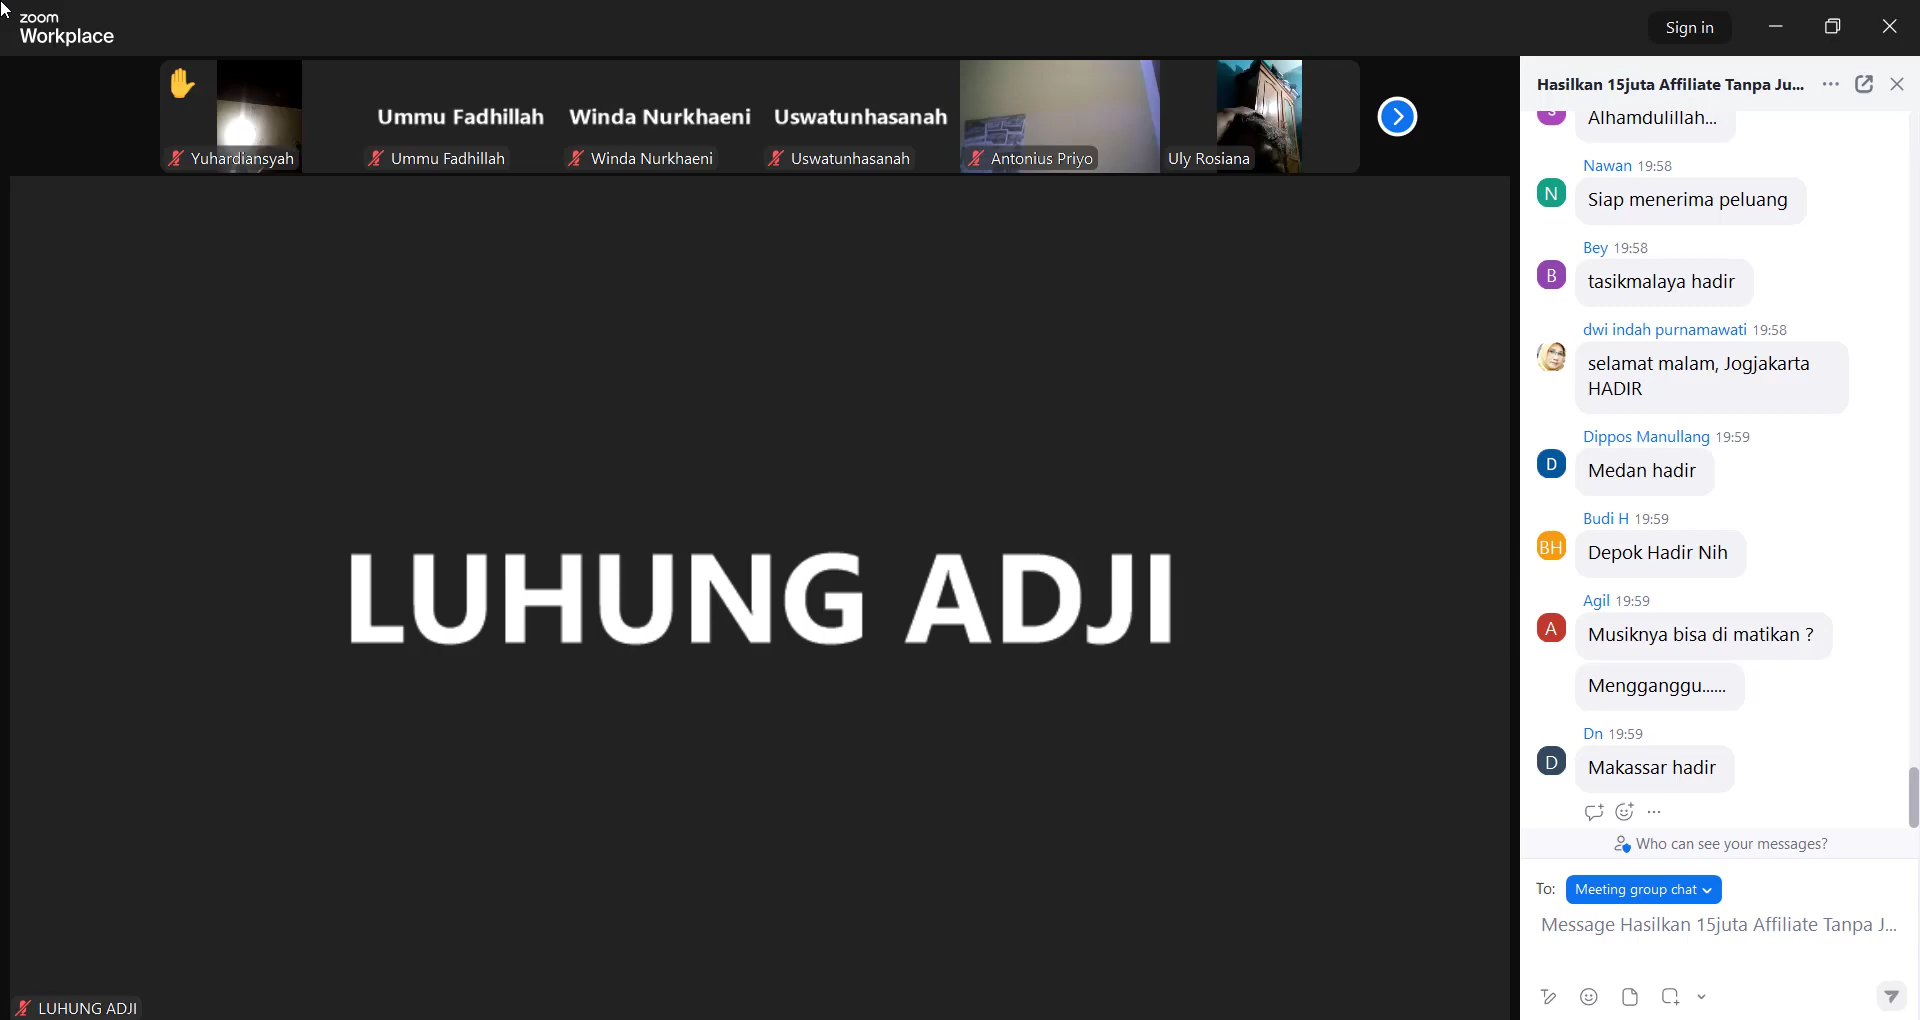 zoom
Workplace
Sign in
Ummu Fadhillah
Winda Nurkhaeni
Uswatunhasanah
Yuhardiansyah
Ummu Fadhillah
Winda Nurkhaeni
Uswatunhasanah
Antonius Priyo
Uly Rosiana
LUHUNG ADJI
LUHUNG ADJI
Hasilkan 15juta Affiliate Tanpa Ju...
S
Alhamdulillah...
Nawan 19:58
N
Siap menerima peluang
Bey 19:58
B
tasikmalaya hadir
dwi indah purnamawati 19:58
selamat malam, Jogjakarta
HADIR
Dippos Manullang 19:59
D
Medan hadir
Budi H 19:59
BH
Depok Hadir Nih
Agil 19:59
A
Musiknya bisa di matikan ?
Mengganggu......
Dn 19:59
D
Makassar hadir
Who can see your messages?
To: Meeting group chat
Message Hasilkan 15juta Affiliate Tanpa J...